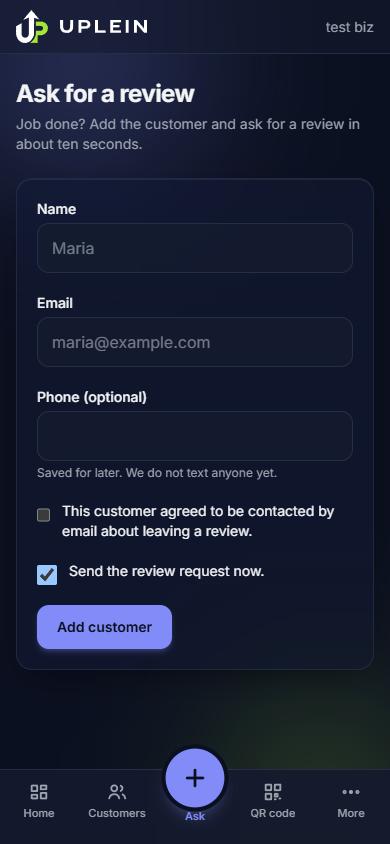 UPLEIN
test biz
Ask for a review
Job done? Add the customer and ask for a review in
about ten seconds.
Name
Maria
Email
maria@example.com
Phone (optional)
Saved for later. We do not text anyone yet.
This customer agreed to be contacted by
email about leaving a review.
Send the review request now.
Add customer
Home
Customers
Ask
QR code
More